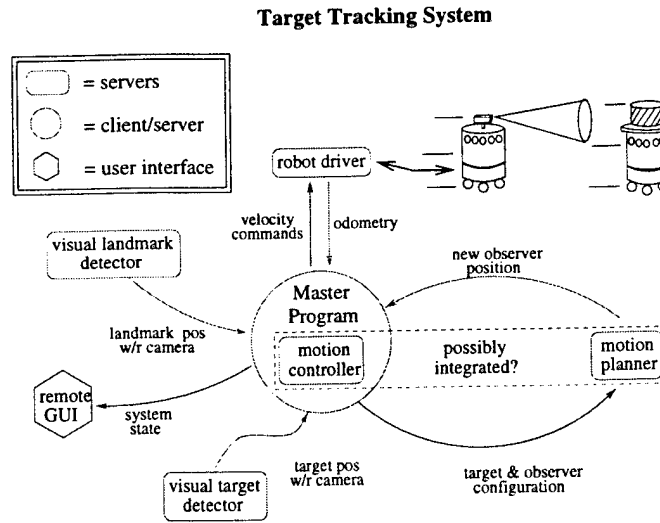 Target Tracking System
= servers
= client/server
= user interface
robot driver
velocity
commands
odometry
visual landmark
detector
new observer
position
Master
Program
landmark pos
w/r camera
motion
controller
possibly
integrated?
motion
planner
remote
GUI
system
state
target pos
w/r camera
target & observer
configuration
visual target
detector